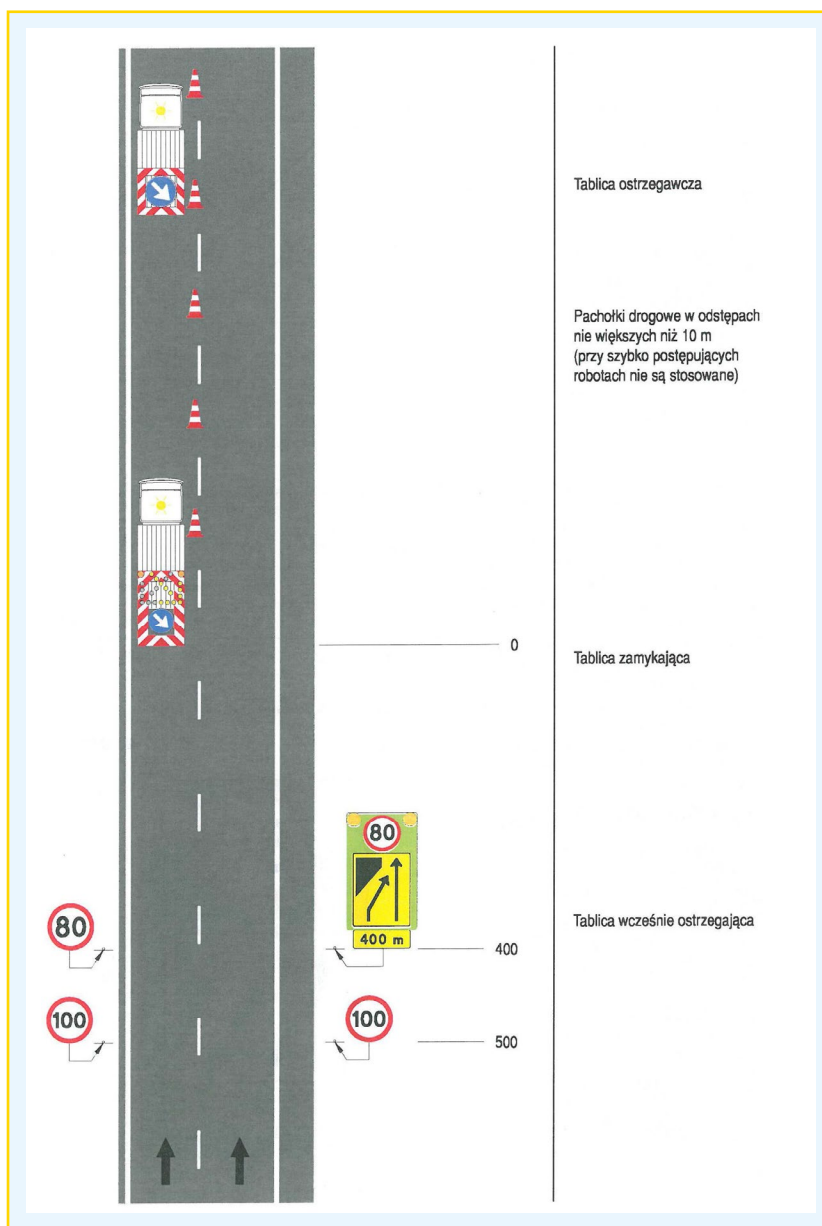 Tablica ostrzegawcza
Pachołki drogowe w odstępach
nie większych niż 10 m
(przy szybko postępujących
robotach nie są stosowane)
0
Tablica zamykająca
80
80
400 m
400
Tablica wcześnie ostrzegająca
100
100
500